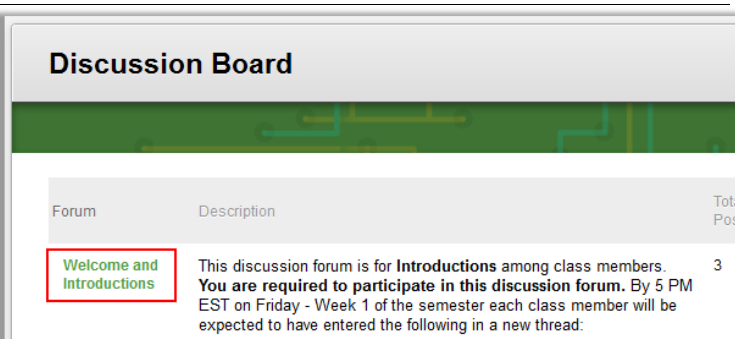 Discussion Board
Forum Description Tot
Pos
Welcome and
Introductions
This discussion forum is for Introductions among class members.
You are required to participate in this discussion forum. By 5 PM
EST on Friday - Week 1 of the semester each class member will be
expected to have entered the following in a new thread:
3